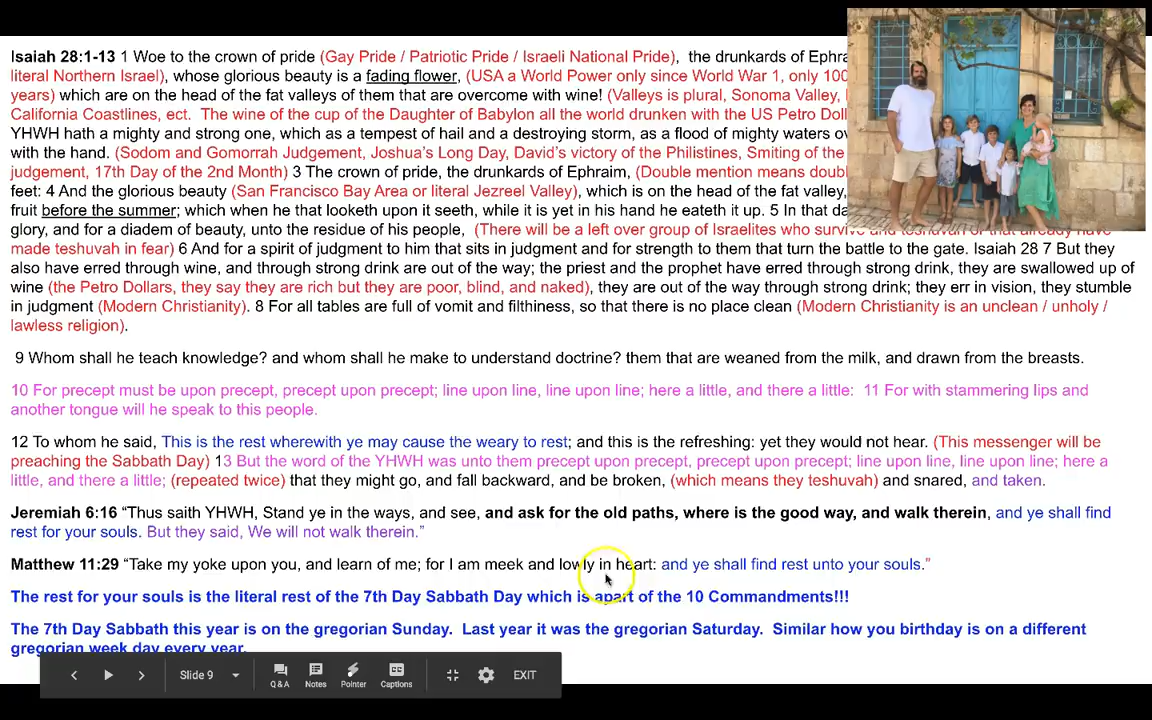 Isaiah 28:1-13 1 Woe to the crown of pride (Gay Pride / Patriotic Pride / Israeli National Pride), the drunkards of Ephra
literal Northern Israel), whose glorious beauty is a fading flower, (USA a World Power only since World War 1, only 100
years) which are on the head of the fat valleys of them that are overcome with wine! (Valleys is plural, Sonoma Valley,
California Coastlines, ect. The wine of the cup of the Daughter of Babylon all the world drunken with the US Petro Doll
YHWH hath a mighty and strong one, which as a tempest of hail and a destroying storm, as a flood of mighty waters ov
with the hand. (Sodom and Gomorrah Judgement, Joshua's Long Day, David's victory of the Philistines, Smiting of the
judgement, 17th Day of the 2nd Month) 3 The crown of pride, the drunkards of Ephraim, (Double mention means doub
feet: 4 And the glorious beauty (San Francisco Bay Area or literal Jezreel Valley), which is on the head of the fat valley,
fruit before the summer; which when he that looketh upon it seeth, while it is yet in his hand he eateth it up. 5 In that da
glory, and for a diadem of beauty, unto the residue of his people, (There will be a left over group of Israelites who surviv
made teshuvah in fear) 6 And for a spirit of judgment to him that sits in judgment and for strength to them that turn the battle to the gate. Isaiah 28 7 But they
also have erred through wine, and through strong drink are out of the way; the priest and the prophet have erred through strong drink, they are swallowed up of
wine (the Petro Dollars, they say they are rich but they are poor, blind, and naked), they are out of the way through strong drink; they err in vision, they stumble
in judgment (Modern Christianity). 8 For all tables are full of vomit and filthiness, so that there is no place clean (Modern Christianity is an unclean / unholy /
lawless religion).
9 Whom shall he teach knowledge? and whom shall he make to understand doctrine? them that are weaned from the milk, and drawn from the breasts.
10 For precept must be upon precept, precept upon precept; line upon line, line upon line; here a little, and there a little: 11 For with stammering lips and
another tongue will he speak to this people.
12 To whom he said, This is the rest wherewith ye may cause the weary to rest; and this is the refreshing: yet they would not hear. (This messenger will be
preaching the Sabbath Day) 13 But the word of the YHWH was unto them precept upon precept, precept upon precept; line upon line, line upon line; here a
little, and there a little; (repeated twice) that they might go, and fall backward, and be broken, (which means they teshuvah) and snared, and taken.
Jeremiah 6:16 "Thus saith YHWH, Stand ye in the ways, and see, and ask for the old paths, where is the good way, and walk therein, and ye shall find
rest for your souls. But they said, We will not walk therein."
Matthew 11:29 "Take my yoke upon you, and learn of me; for I am meek and lowly in heart: and ye shall find rest unto your souls."
The rest for your souls is the literal rest of the 7th Day Sabbath Day which is part of the 10 Commandments!!!
The 7th Day Sabbath this year is on the gregorian Sunday. Last year it was the gregorian Saturday. Similar how you birthday is on a different
gregorian week day every year.
Slide 9 Q&A Notes Pointer Captions EXIT